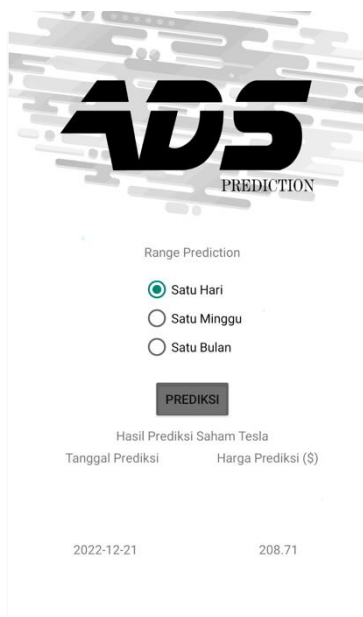 ADS
PREDICTION
Range Prediction
Satu Hari
Satu Minggu
Satu Bulan
PREDIKSI
Hasil Prediksi Saham Tesla
Tanggal Prediksi Harga Prediksi ($)
2022-12-21 208.71